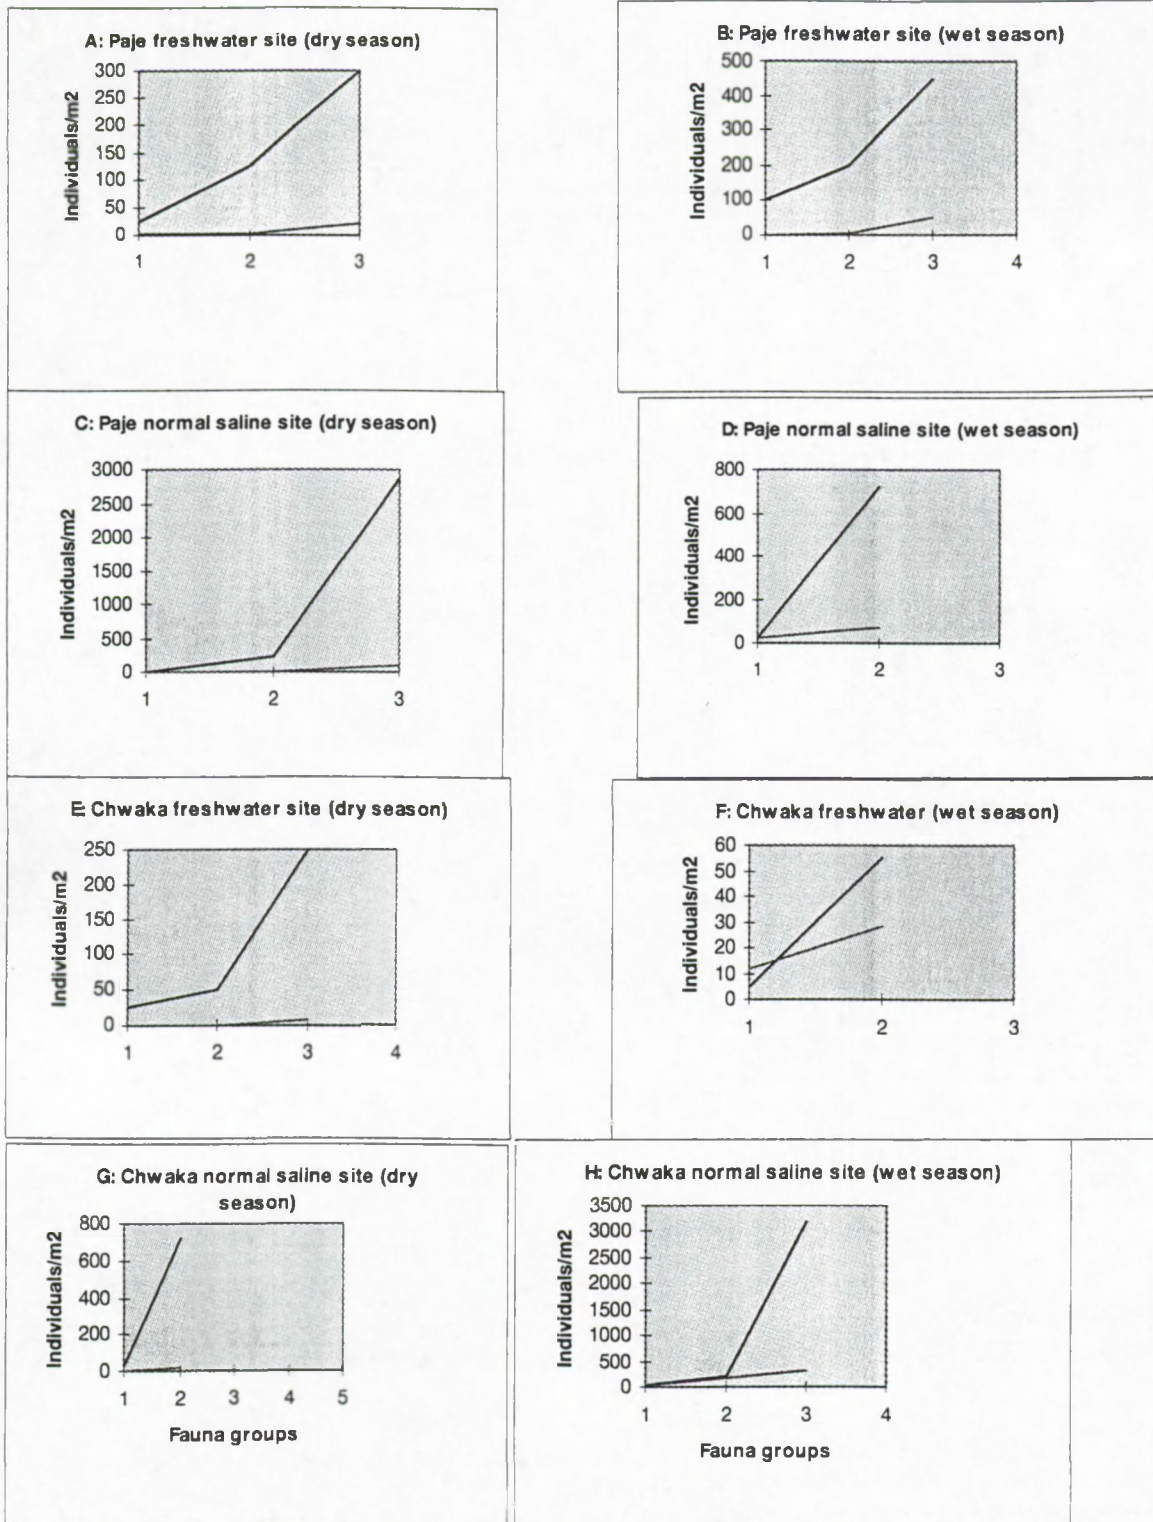 A: Paje freshwater site (dry season)
Individuals/m2
300
250
200
150
100
50
0
1 2 3
B: Paje freshwater site (wet season)
Individuals/m2
500
400
300
200
100
0
1 2 3 4
C: Paje normal saline site (dry season)
Individuals/m2
3000
2500
2000
1500
1000
500
0
1 2 3
D: Paje normal saline site (wet season)
Individuals/m2
800
600
400
200
0
1 2 3
E: Chwaka freshwater site (dry season)
Individuals/m2
250
200
150
100
50
0
1 2 3 4
F: Chwaka freshwater (wet season)
Individuals/m2
60
50
40
30
20
10
0
1 2 3
G: Chwaka normal saline site (dry
season)
Individuals/m2
800
600
400
200
0
1 2 3 4 5
Fauna groups
H: Chwaka normal saline site (wet season)
Individuals/m2
3500
3000
2500
2000
1500
1000
500
0
1 2 3 4
Fauna groups